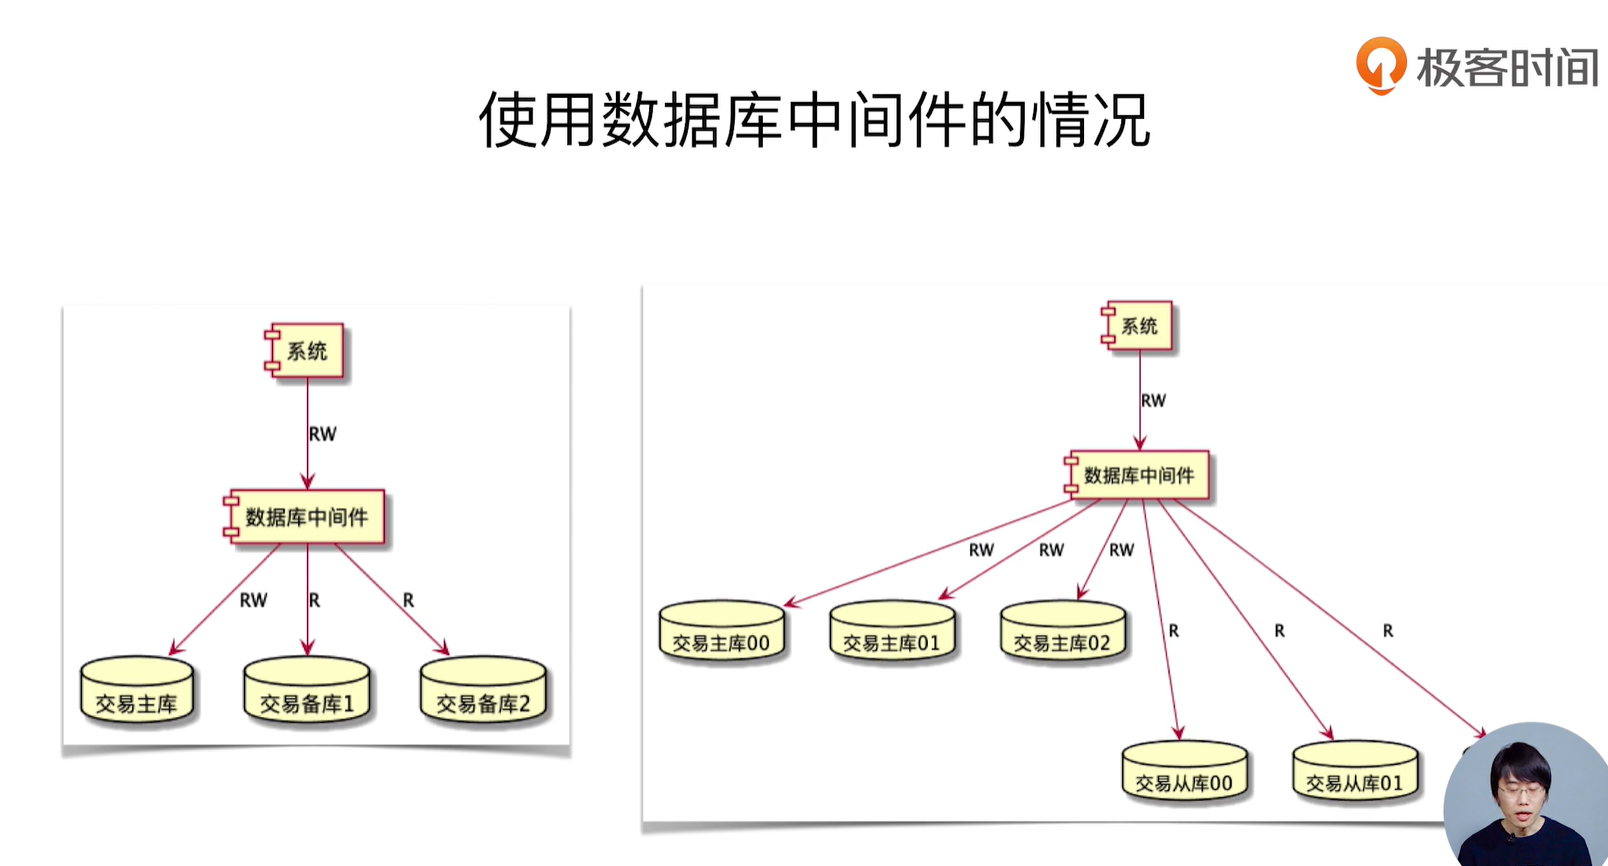 极客时间
使用数据库中间件的情况
系统
RW
数据库中间件
RW
R
R
交易主库
交易备库1
交易备库2
系统
RW
数据库中间件
RW
RW
RW
交易主库00
交易主库01
交易主库02
R
R
R
交易从库00
交易从库01